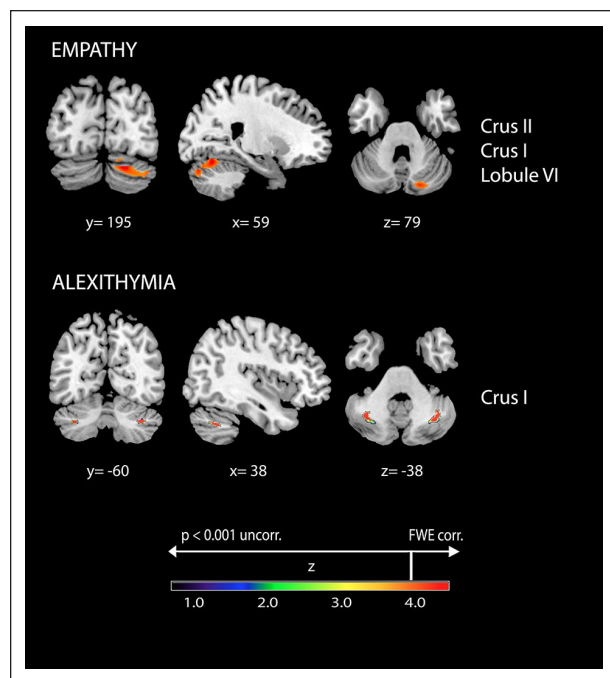 EMPATHY
Crus II
Crus I
Lobule VI
y= 195
x= 59
z= 79
ALEXITHYMIA
Crus I
y= -60
x= 38
z= -38
p < 0.001 uncorr.
FWE corr.
z
1.0
2.0
3.0
4.0